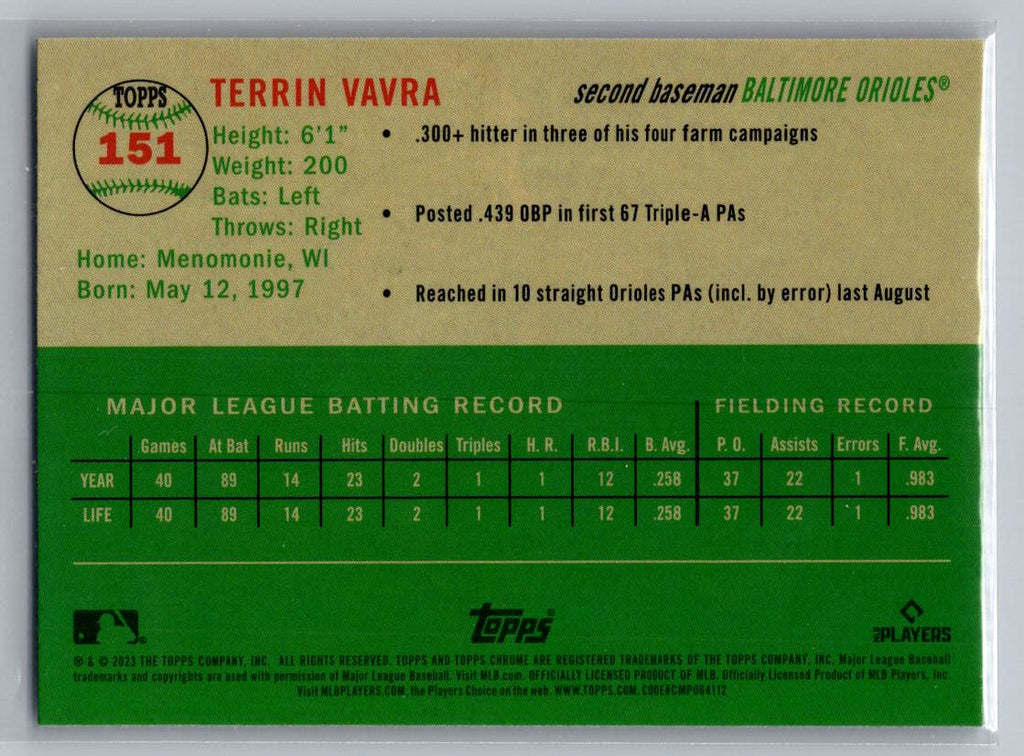 TOPPS
151
TERRIN VAVRA
second baseman BALTIMORE ORIOLES®
Height: 6'1"
Weight: 200
Bats: Left
Throws: Right
Home: Menomonie, WI
Born: May 12, 1997
• .300+ hitter in three of his four farm campaigns
• Posted .439 OBP in first 67 Triple-A PAs
• Reached in 10 straight Orioles PAs (incl. by error) last August
MAJOR LEAGUE BATTING RECORD FIELDING RECORD
Games At Bat Runs Hits Doubles Triples H. R. R.B.I. B. Avg. P. O. Assists Errors F. Avg.
YEAR 40 89 14 23 2 1 1 12 .258 37 22 1 .983
LIFE 40 89 14 23 2 1 1 12 .258 37 22 1 .983
Topps®
MLB PLAYERS
® & © 2023 THE TOPPS COMPANY, INC. ALL RIGHTS RESERVED. TOPPS AND TOPPS CHROME ARE REGISTERED TRADEMARKS OF THE TOPPS COMPANY, INC. Major League Baseball
trademarks and copyrights are used with permission of Major League Baseball. Visit MLB.com. OFFICIALLY LICENSED PRODUCT OF MLB Players, Inc.
Visit MLBPLAYERS.COM, the Players Choice on the web. WWW.TOPPS.COM. CODE#CMP064112